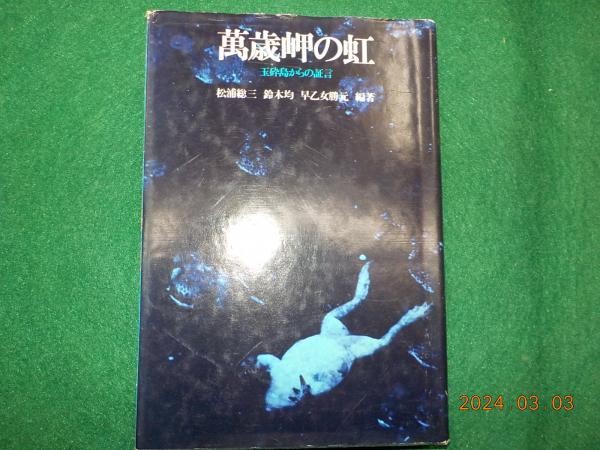 萬歳岬の虹
玉砕島からの証言
松浦総三 鈴木均 早乙女勝元 編著
2024.03.03